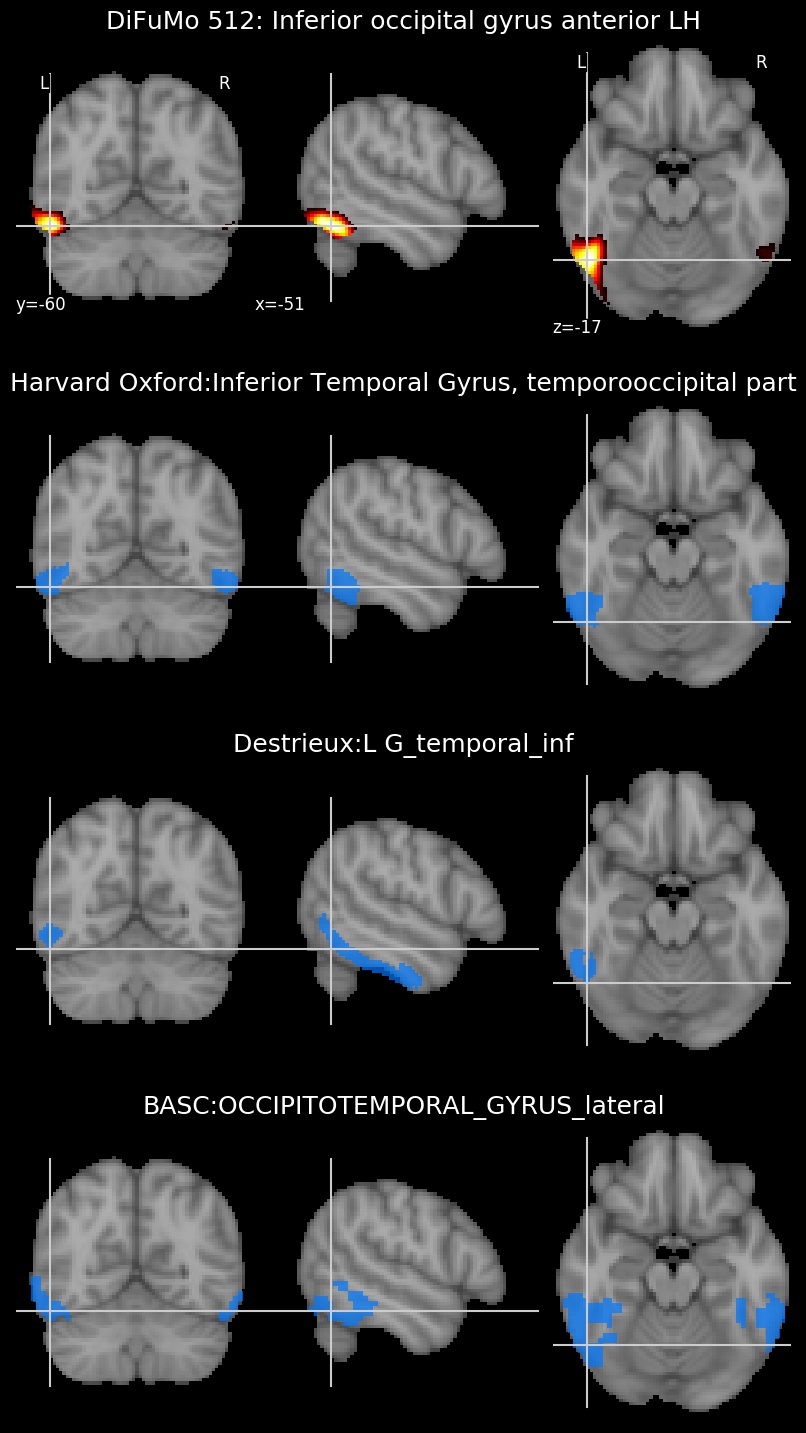 DiFuMo 512: Inferior occipital gyrus anterior LH
L R L R
y=-60 x=-51 z=-17
Harvard Oxford:Inferior Temporal Gyrus, temporooccipital part
Destrieux:L G_temporal_inf
BASC:OCCIPITOTEMPORAL_GYRUS_lateral